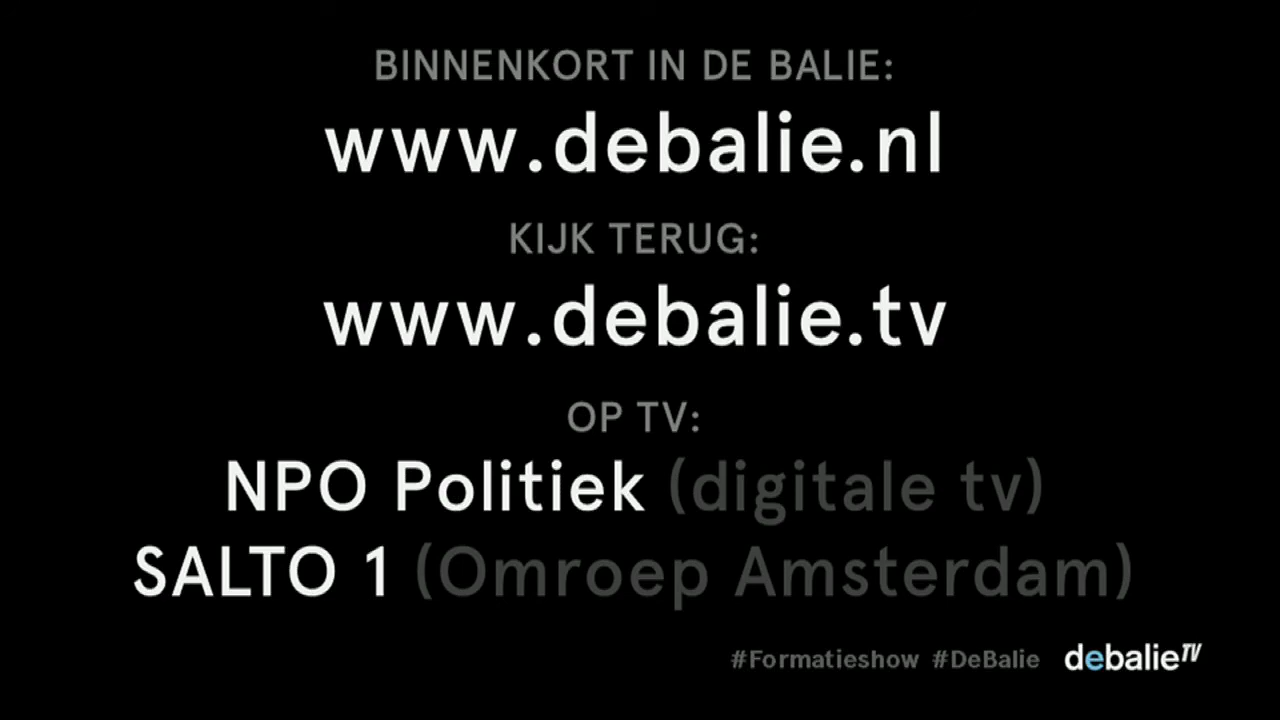 BINNENKORT IN DE BALIE:
www.debalie.nl
KIJK TERUG:
www.debalie.tv
OP TV:
NPO Politiek (digitale tv)
SALTO 1 (Omroep Amsterdam)
#Formatieshow #DeBalie debalieTV